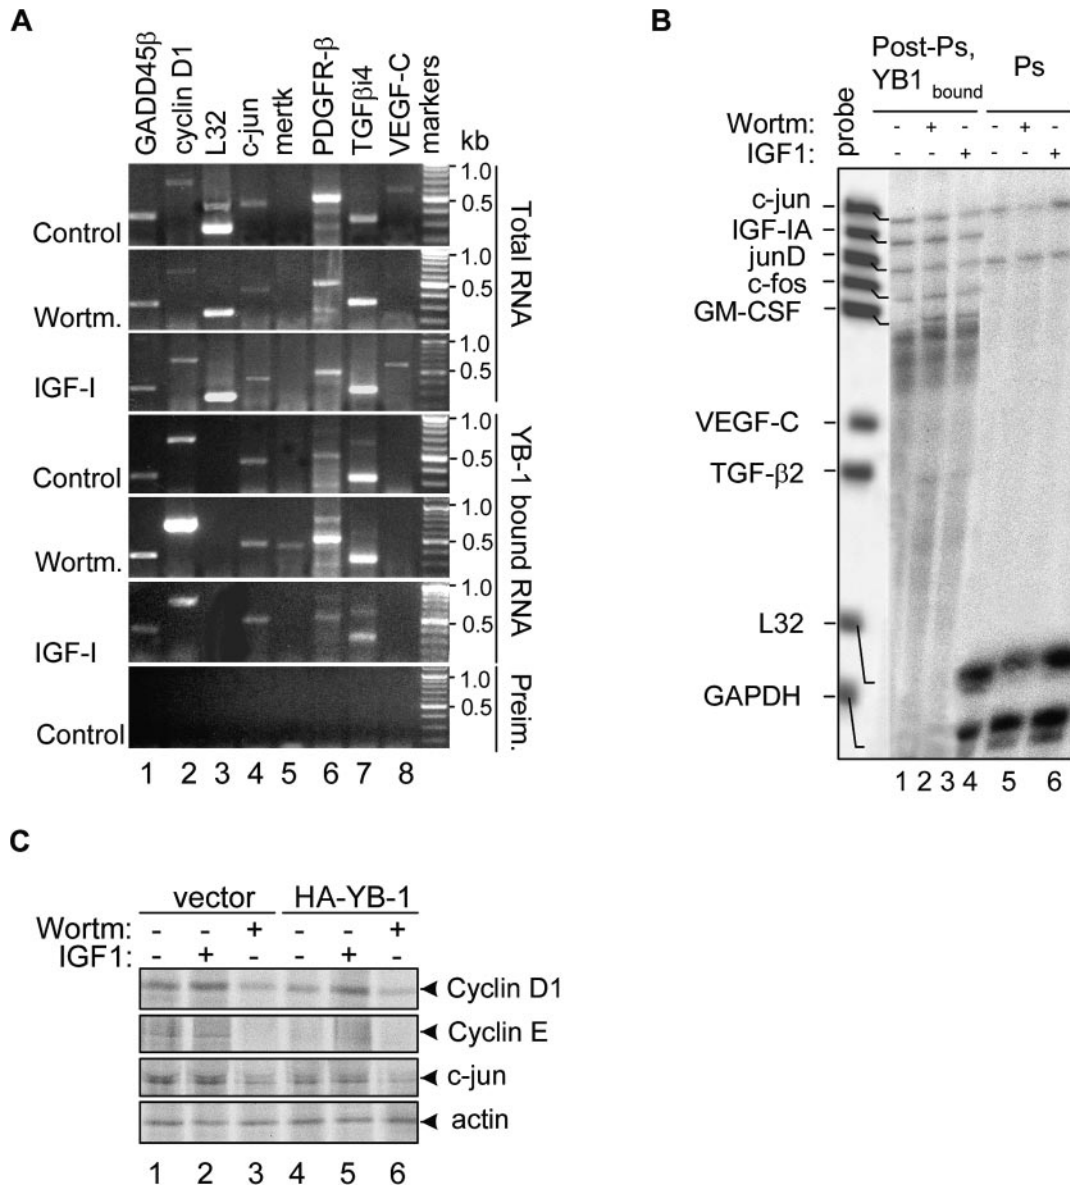 A
GADD45β
cyclin D1
L32
c-jun
mertk
PDGFR-β
TGFβi4
VEGF-C
markers
kb
Control
1.0
0.5
Wortm.
1.0
0.5
IGF-I
1.0
0.5
Total RNA
Control
1.0
0.5
Wortm.
1.0
0.5
IGF-I
1.0
0.5
YB-1 bound RNA
Control
1.0
0.5
Preim.
1 2 3 4 5 6 7 8
B
Post-Ps,
YB1 bound
Ps
probe
Wortm: - + - - + -
IGF1: - - + - - +
c-jun
IGF-IA
junD
c-fos
GM-CSF
VEGF-C
TGF-β2
L32
GAPDH
1 2 3 4 5 6
C
vector HA-YB-1
Wortm: - - + - - +
IGF1: - + - - + -
Cyclin D1
Cyclin E
c-jun
actin
1 2 3 4 5 6